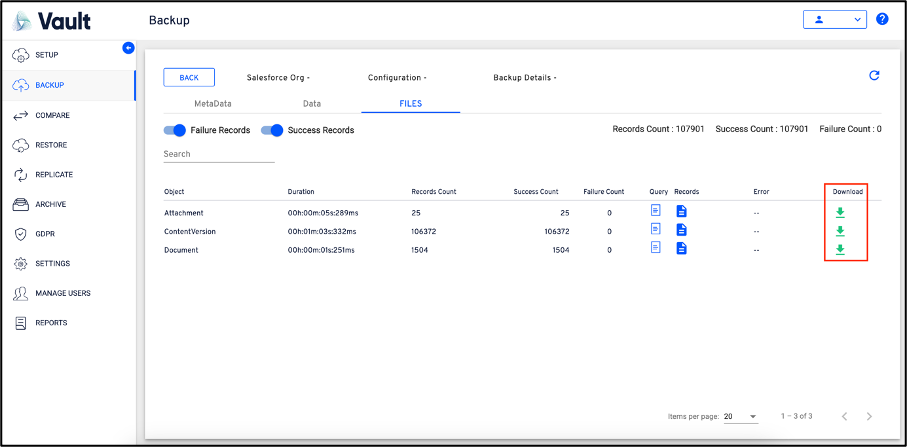 Vault
Backup
?
SETUP
BACKUP
COMPARE
RESTORE
REPLICATE
ARCHIVE
GDPR
SETTINGS
MANAGE USERS
REPORTS
BACK Salesforce Org - Configuration - Backup Details -
MetaData Data FILES
Failure Records Success Records Records Count : 107901 Success Count : 107901 Failure Count : 0
Search
Object Duration Records Count Success Count Failure Count Query Records Error Download
Attachment 00h:00m:05s:289ms 25 25 0 --
ContentVersion 00h:01m:03s:332ms 106372 106372 0 --
Document 00h:00m:01s:251ms 1504 1504 0 --
Items per page: 20 1 – 3 of 3